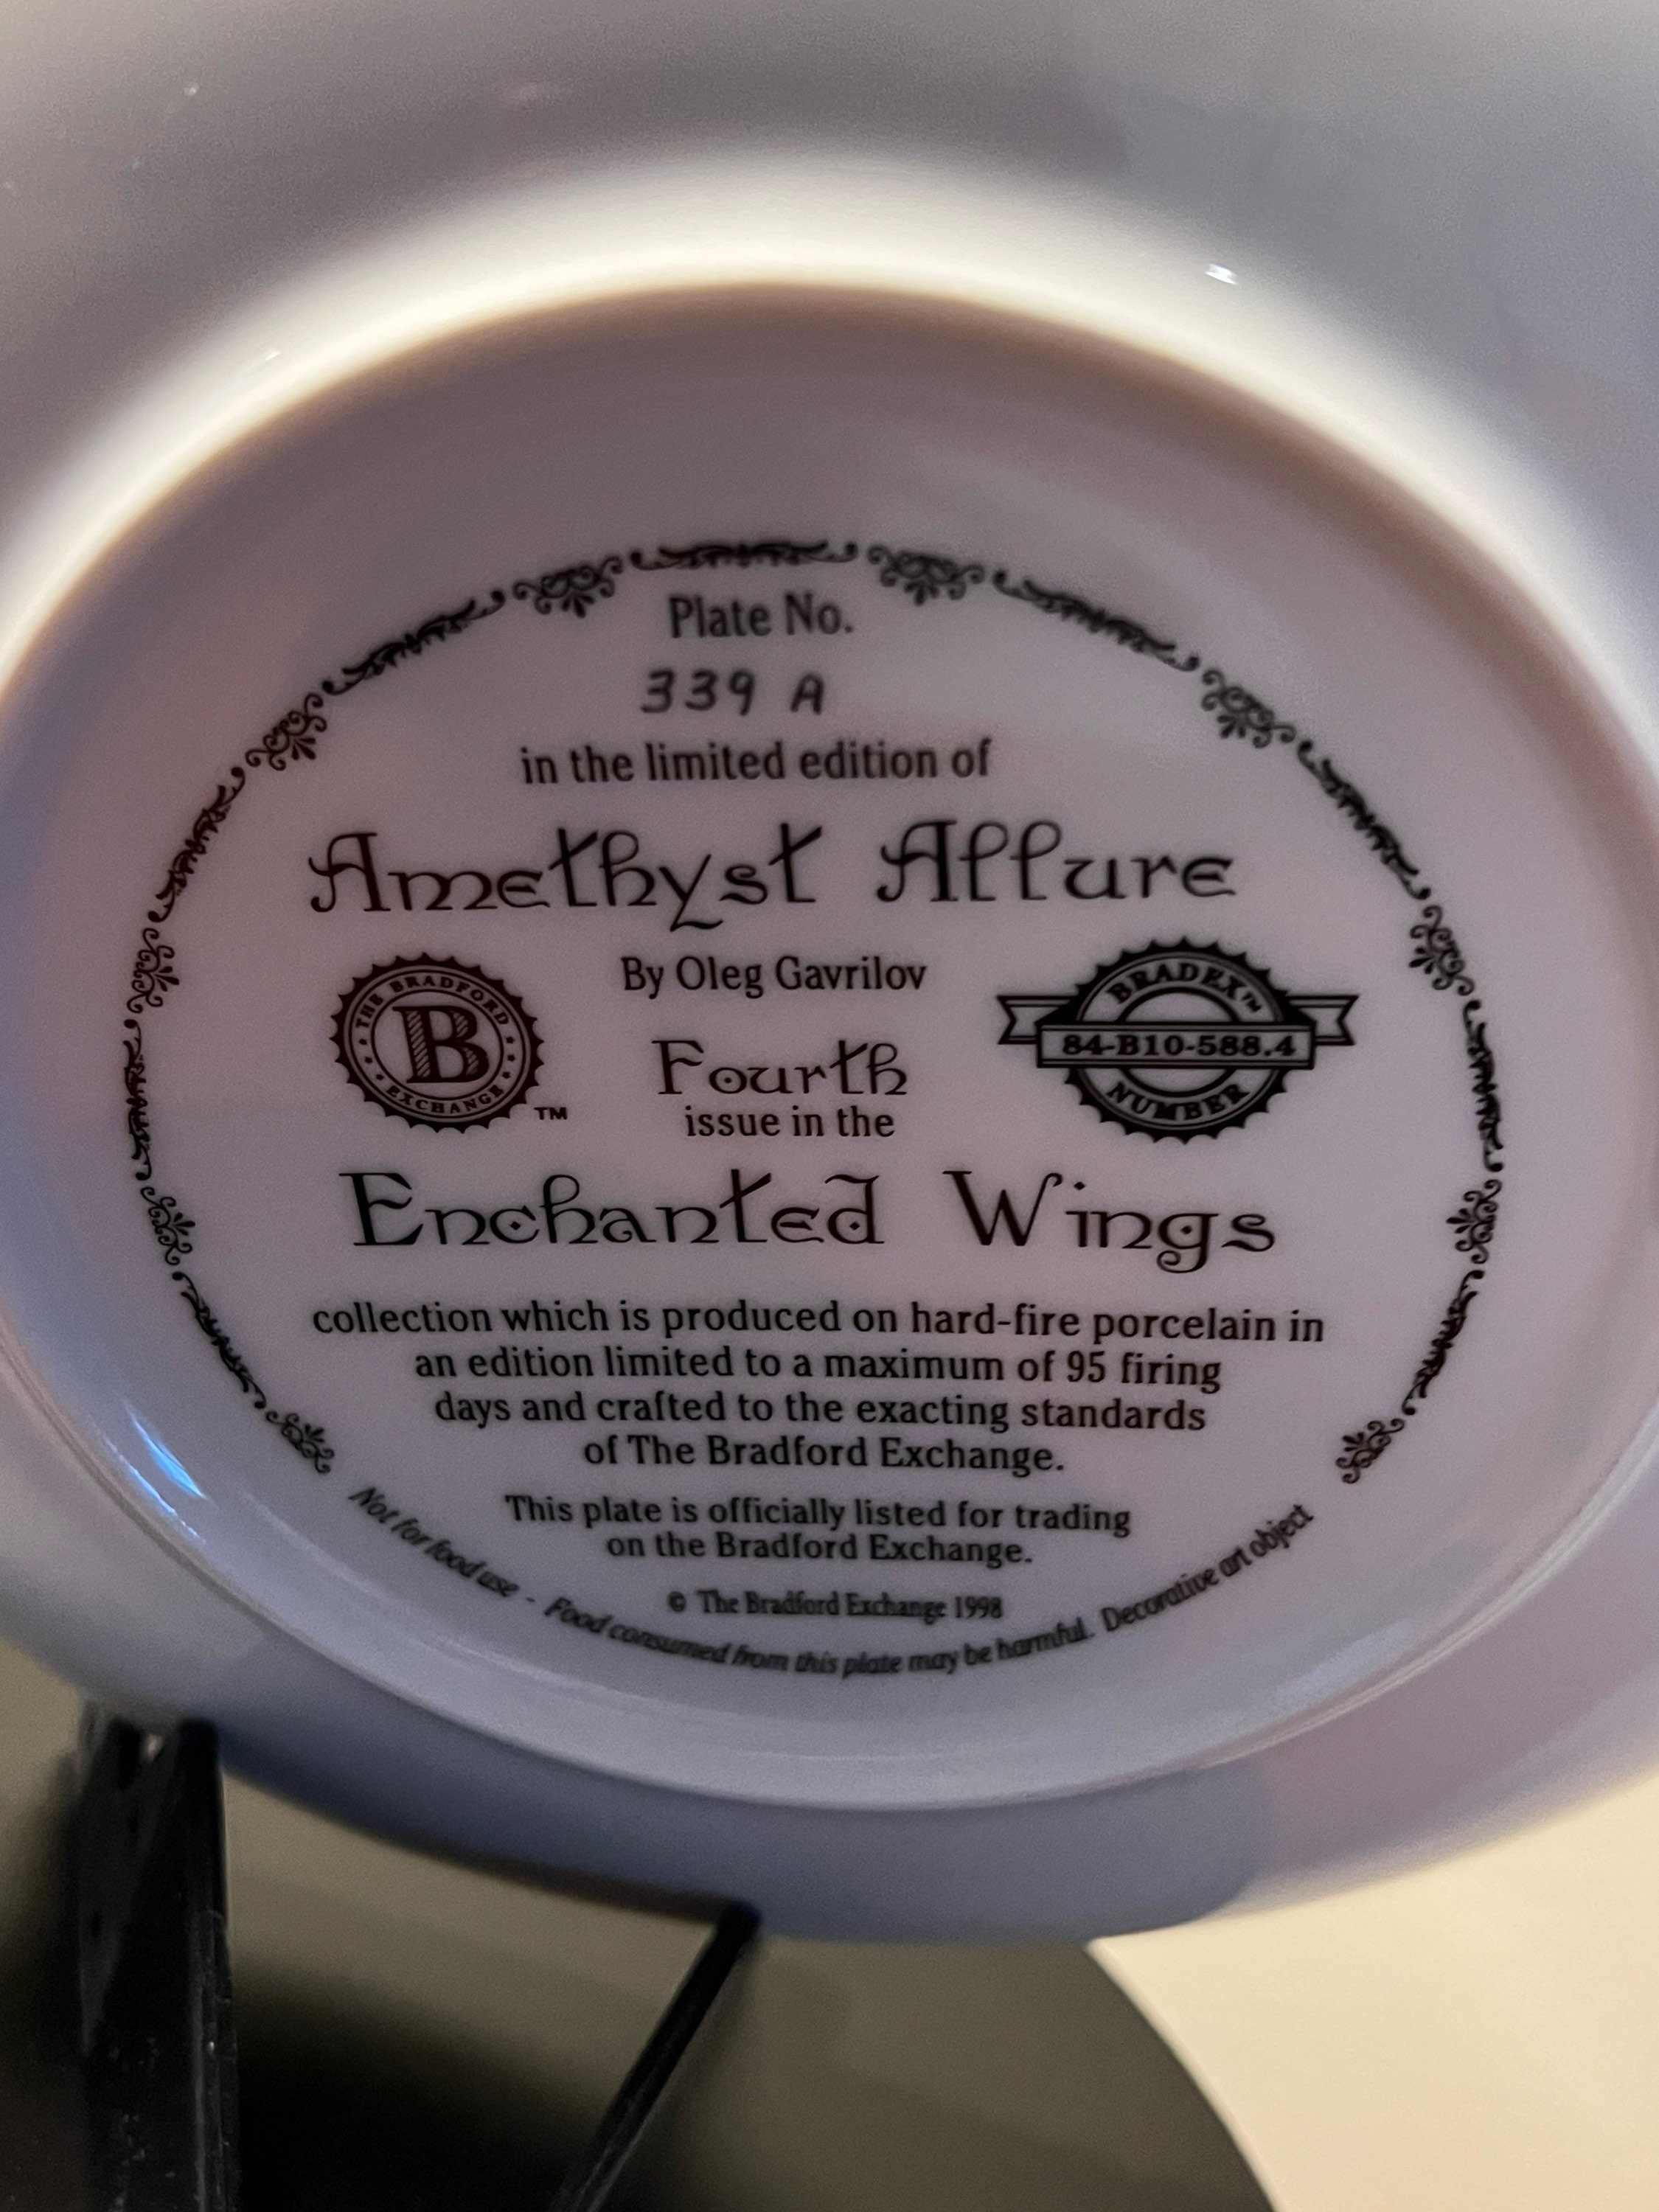 Plate No.
339 A
in the limited edition of
Amethyst Allure
By Oleg Gavrilov
THE BRADFORD
B
EXCHANGE
TM
BRADEX™
84-B10-588.4
NUMBER
Fourth
issue in the
Enchanted Wings
collection which is produced on hard-fire porcelain in
an edition limited to a maximum of 95 firing
days and crafted to the exacting standards
of The Bradford Exchange.
This plate is officially listed for trading
on the Bradford Exchange.
© The Bradford Exchange 1998
Not for food use - Food consumed from this plate may be harmful. Decorative art object